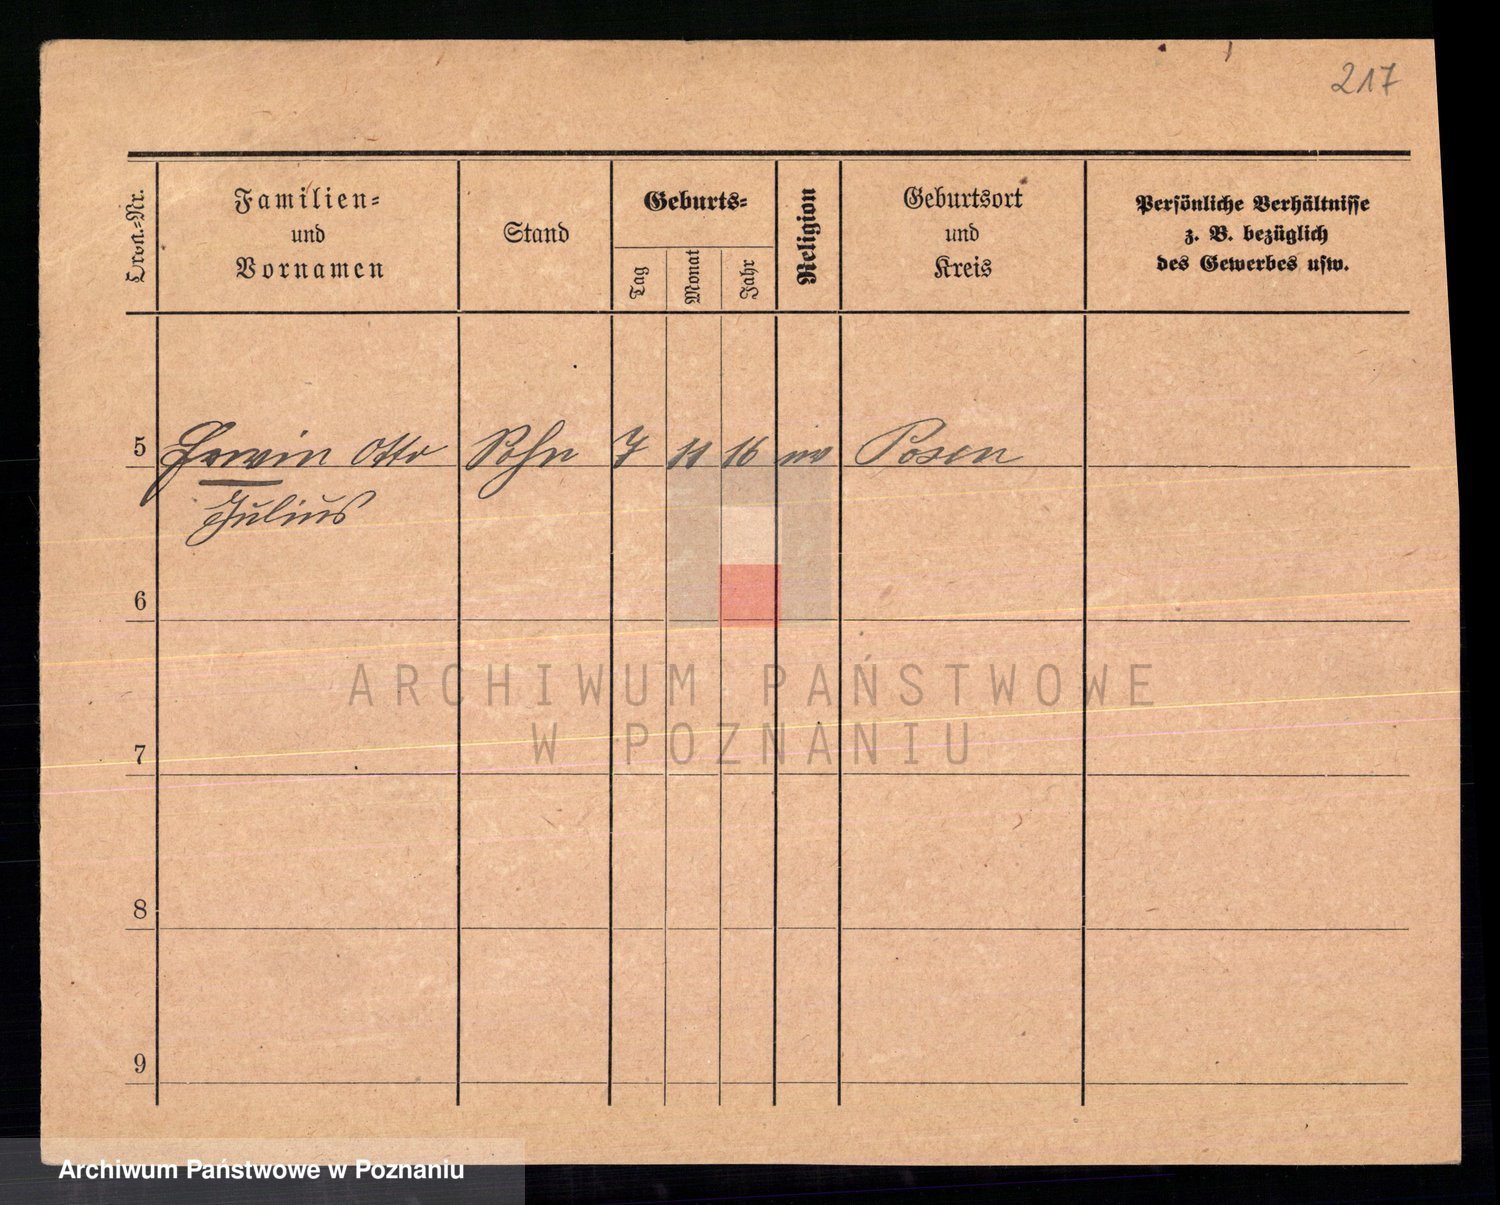 217
Ordn.-Nr.
Familien-
und
Vornamen
Stand
Geburts-
Tag
Monat
Jahr
Religion
Geburtsort
und
Kreis
Persönliche Verhältnisse
z. B. bezüglich
des Gewerbes usw.
5 Erwin Otto Sohn 7 11 16 Posen
Julius
6
7
8
9
ARCHIWUM PAŃSTWOWE
W POZNANIU
Archiwum Państwowe w Poznaniu